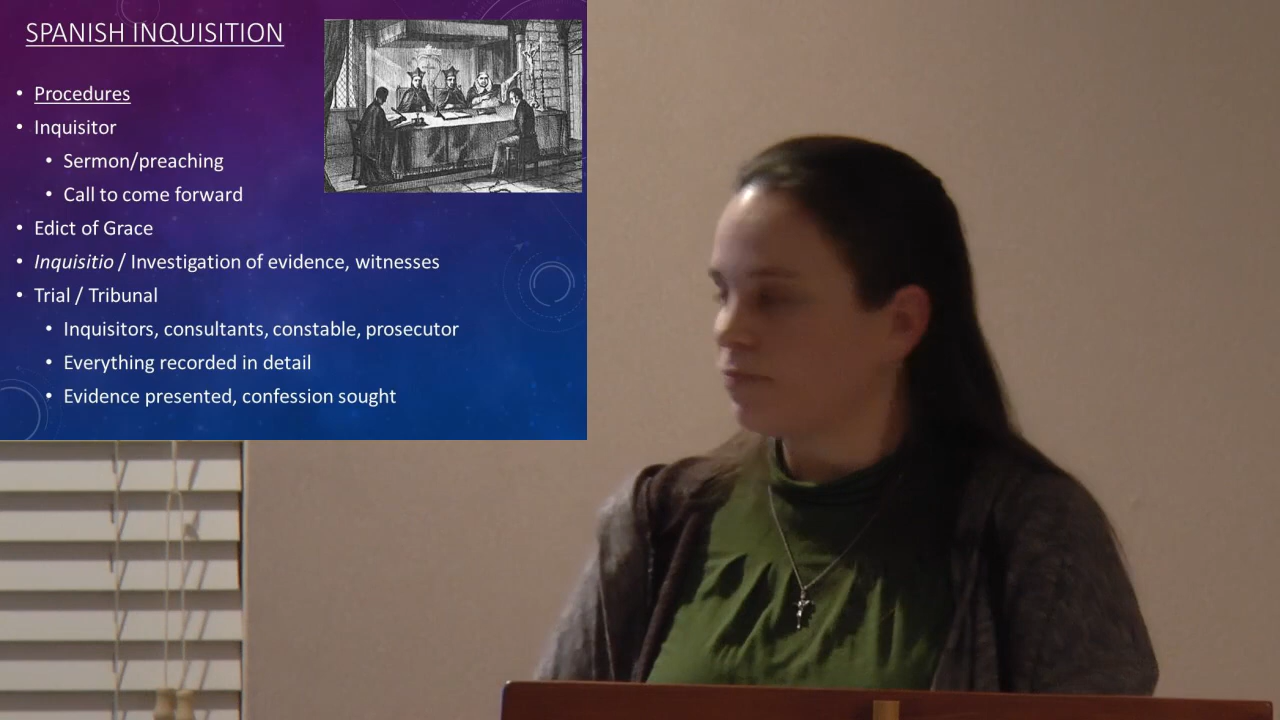 SPANISH INQUISITION
• Procedures
• Inquisitor
• Sermon/preaching
• Call to come forward
• Edict of Grace
• Inquisitio / Investigation of evidence, witnesses
• Trial / Tribunal
• Inquisitors, consultants, constable, prosecutor
• Everything recorded in detail
• Evidence presented, confession sought